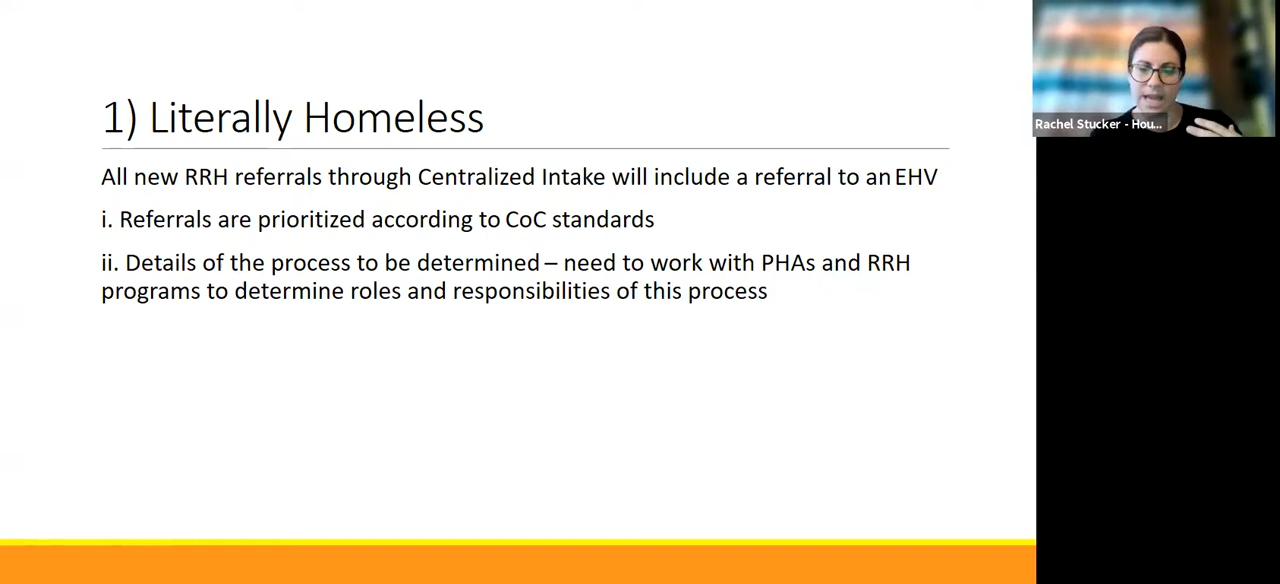 1) Literally Homeless
All new RRH referrals through Centralized Intake will include a referral to an EHV
i. Referrals are prioritized according to CoC standards
ii. Details of the process to be determined – need to work with PHAs and RRH
programs to determine roles and responsibilities of this process
Rachel Stucker - Hou...